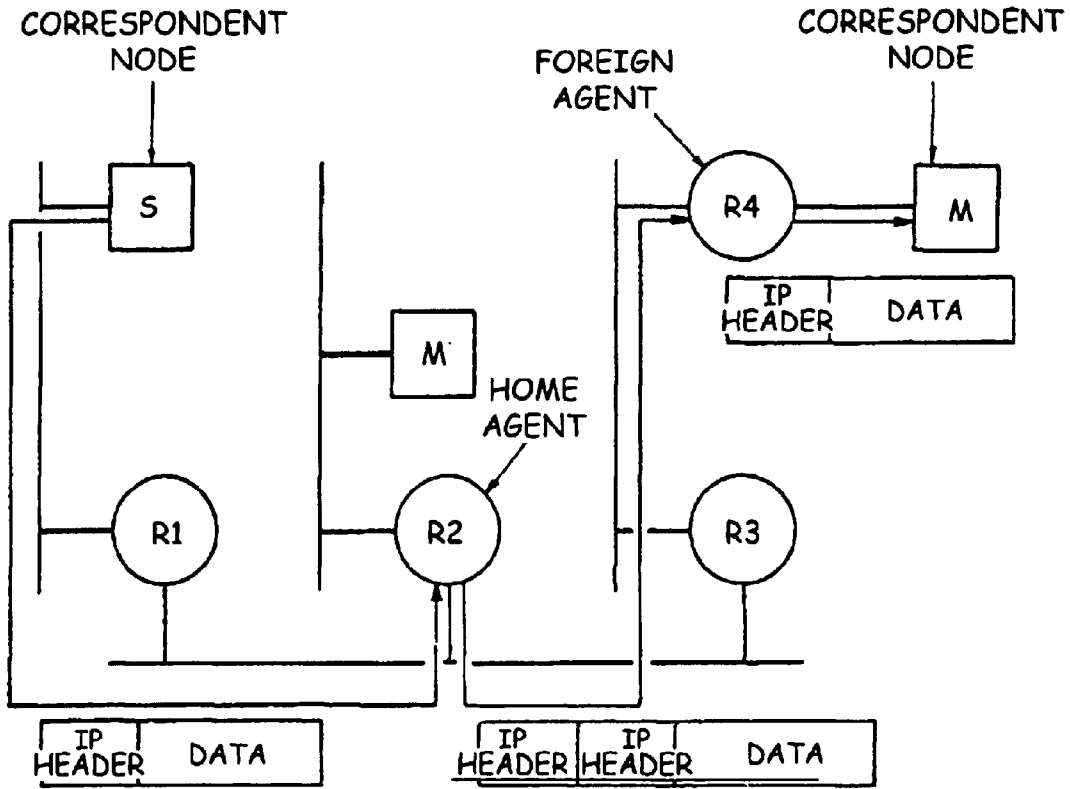 CORRESPONDENT
NODE
CORRESPONDENT
NODE
FOREIGN
AGENT
S
R4
M
IP
HEADER
DATA
M
HOME
AGENT
R1
R2
R3
IP
HEADER
DATA
IP
HEADER
IP
HEADER
DATA